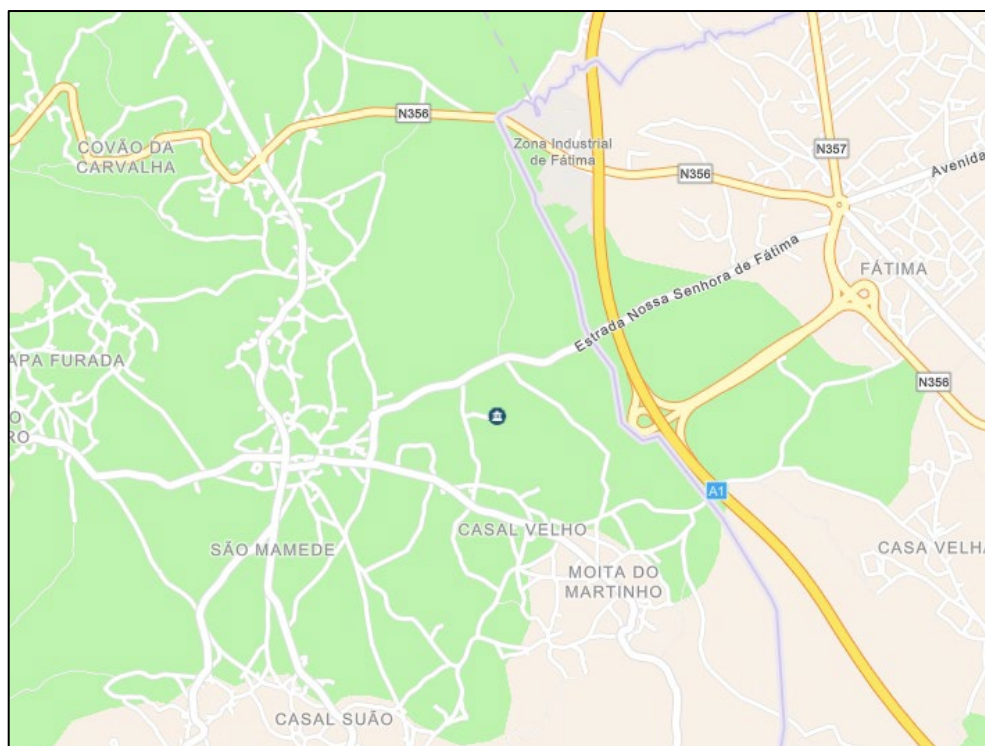 N356
COVÃO DA
CARVALHA
Zona Industrial
de Fátima
N357
N356
Avenida
Estrada Nossa Senhora de Fátima
FÁTIMA
APA FURADA
N356
O
RO
A1
CASAL VELHO
SÃO MAMEDE
CASA VELHA
MOITA DO
MARTINHO
CASAL SUÃO